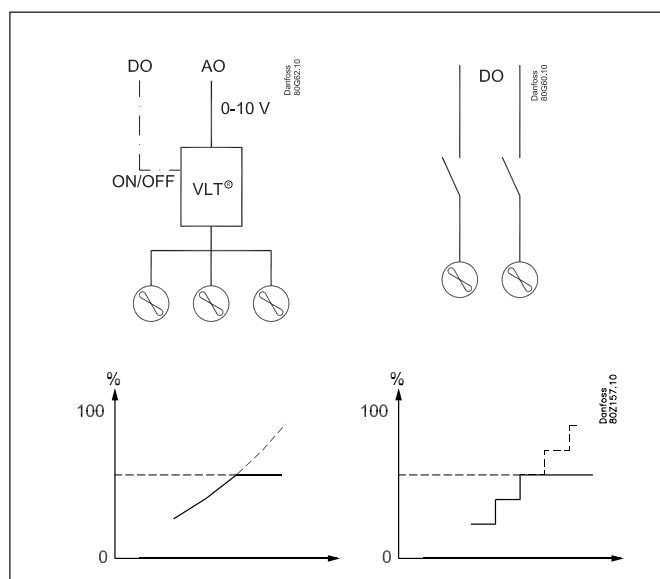 DO
AO
Danfoss
80G62.10
0-10 V
ON/OFF
VLT®
DO
Danfoss
80G60.10
%
100
0
%
100
0
Danfoss
80Z157.10